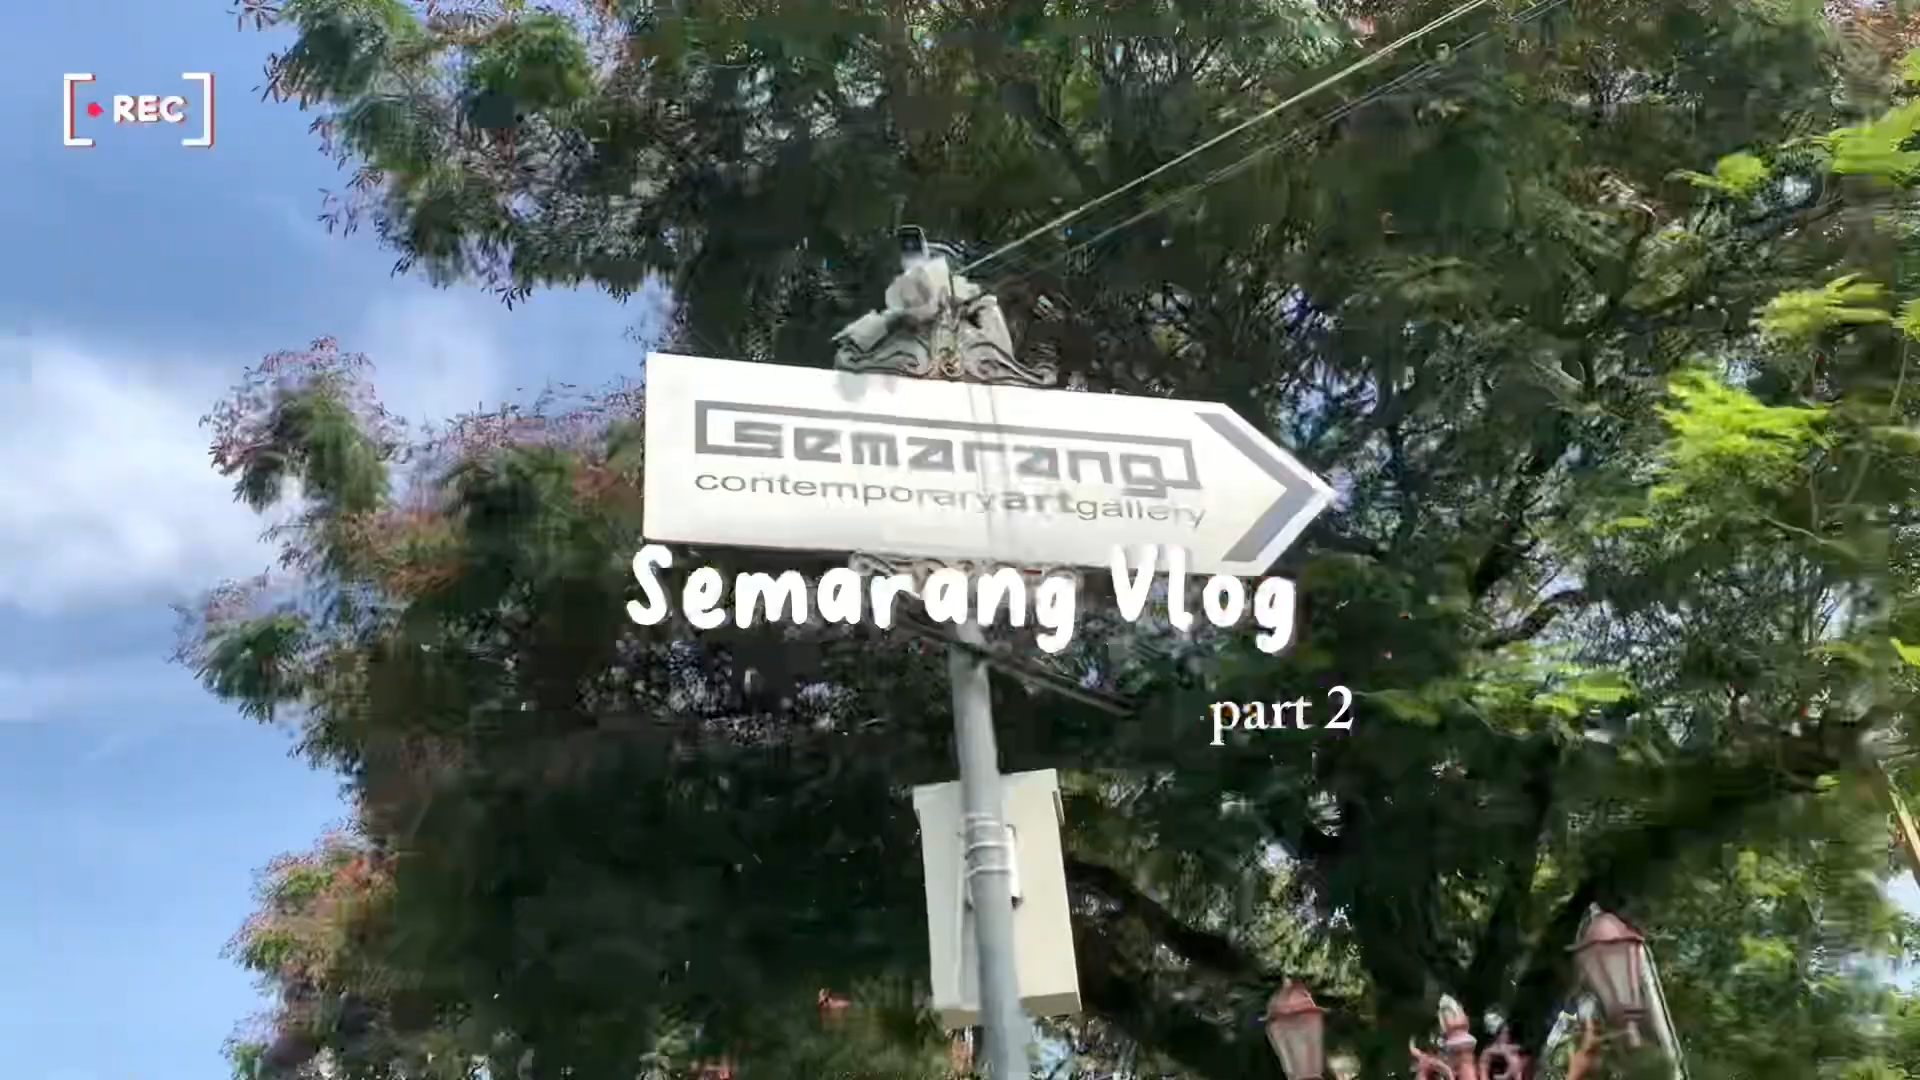 REC
semarang
contemporaryartgallery
Semarang Vlog
part 2